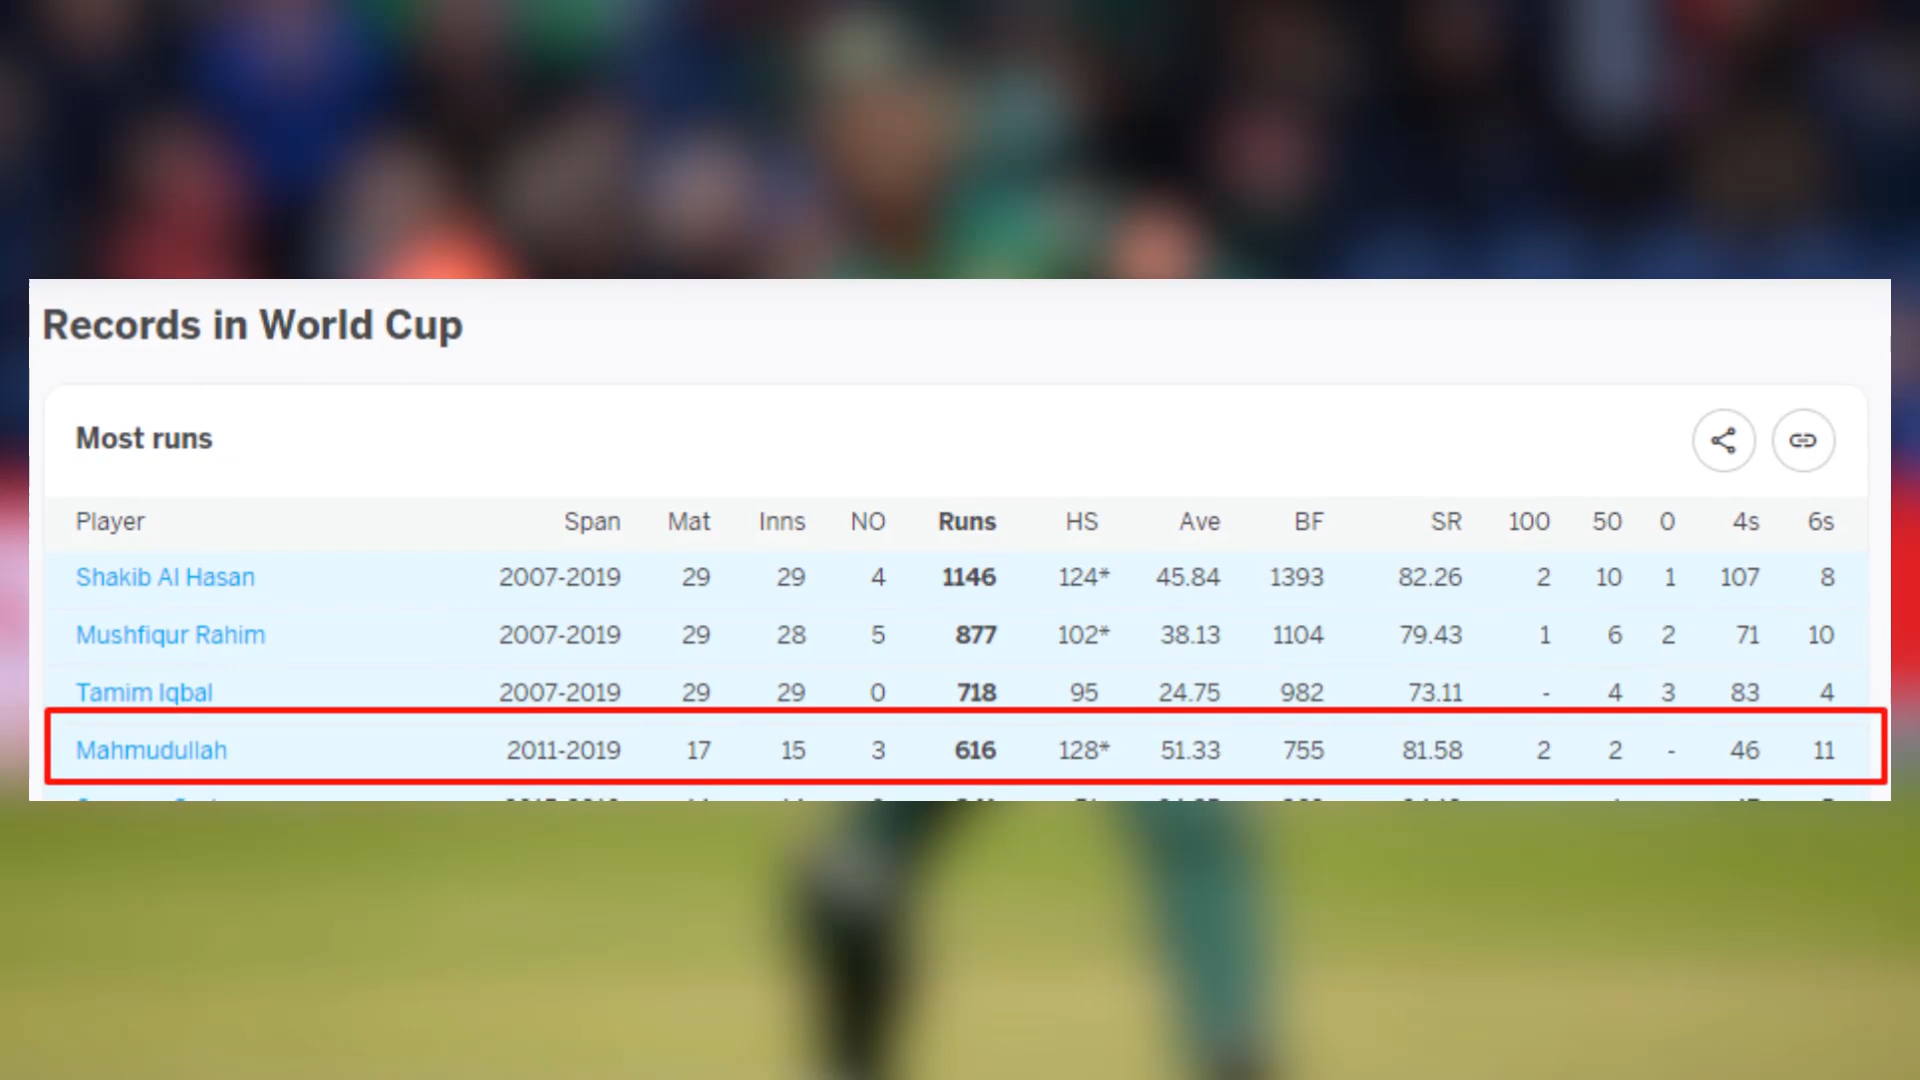 Records in World Cup
Most runs
Player Span Mat Inns NO Runs HS Ave BF SR 100 50 0 4s 6s
Shakib Al Hasan 2007-2019 29 29 4 1146 124* 45.84 1393 82.26 2 10 1 107 8
Mushfiqur Rahim 2007-2019 29 28 5 877 102* 38.13 1104 79.43 1 6 2 71 10
Tamim Iqbal 2007-2019 29 29 0 718 95 24.75 982 73.11 - 4 3 83 4
Mahmudullah 2011-2019 17 15 3 616 128* 51.33 755 81.58 2 2 - 46 11